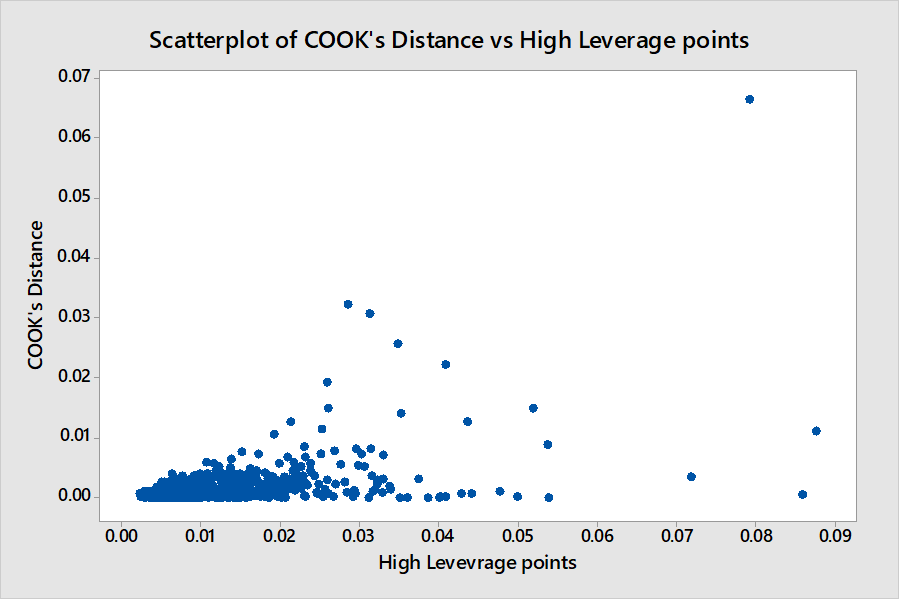 Scatterplot of COOK's Distance vs High Leverage points
COOK's Distance
0.07
0.06
0.05
0.04
0.03
0.02
0.01
0.00
0.00 0.01 0.02 0.03 0.04 0.05 0.06 0.07 0.08 0.09
High Levevrage points